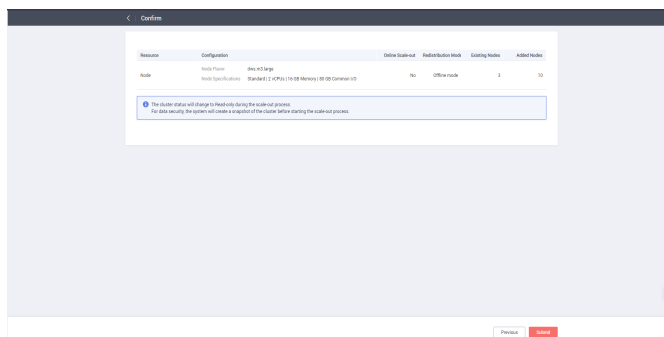 Confirm
Resource Configuration Online Scale-out Redistribution Mode Existing Nodes Added Nodes
Node Flavor dws.m3.large
Node Node Specifications Standard | 2 vCPUs | 16 GB Memory | 80 GB Common I/O No Offline mode 3 10
The cluster status will change to Read-only during the scale-out process.
For data security, the system will create a snapshot of the cluster before starting the scale-out process.
Previous Submit